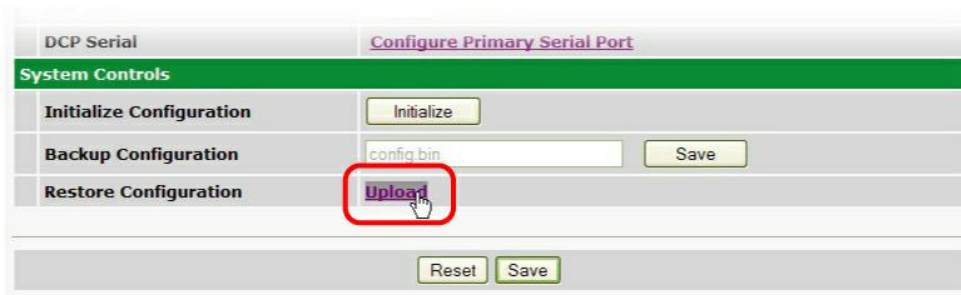 DCP Serial Configure Primary Serial Port
System Controls
Initialize Configuration Initialize
Backup Configuration config.bin Save
Restore Configuration Upload
Reset Save